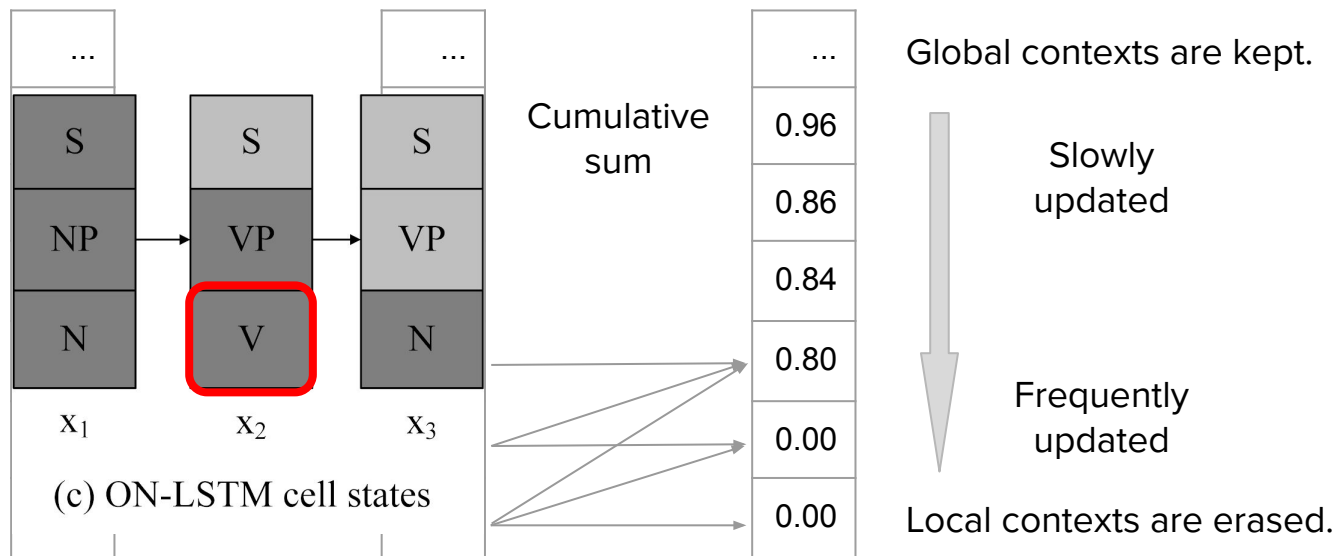 ...
...
...
Global contexts are kept.
S
S
S
Cumulative
sum
0.96
Slowly
updated
NP
VP
VP
0.86
0.84
N
V
N
0.80
x1
x2
x3
Frequently
updated
0.00
(c) ON-LSTM cell states
0.00
Local contexts are erased.